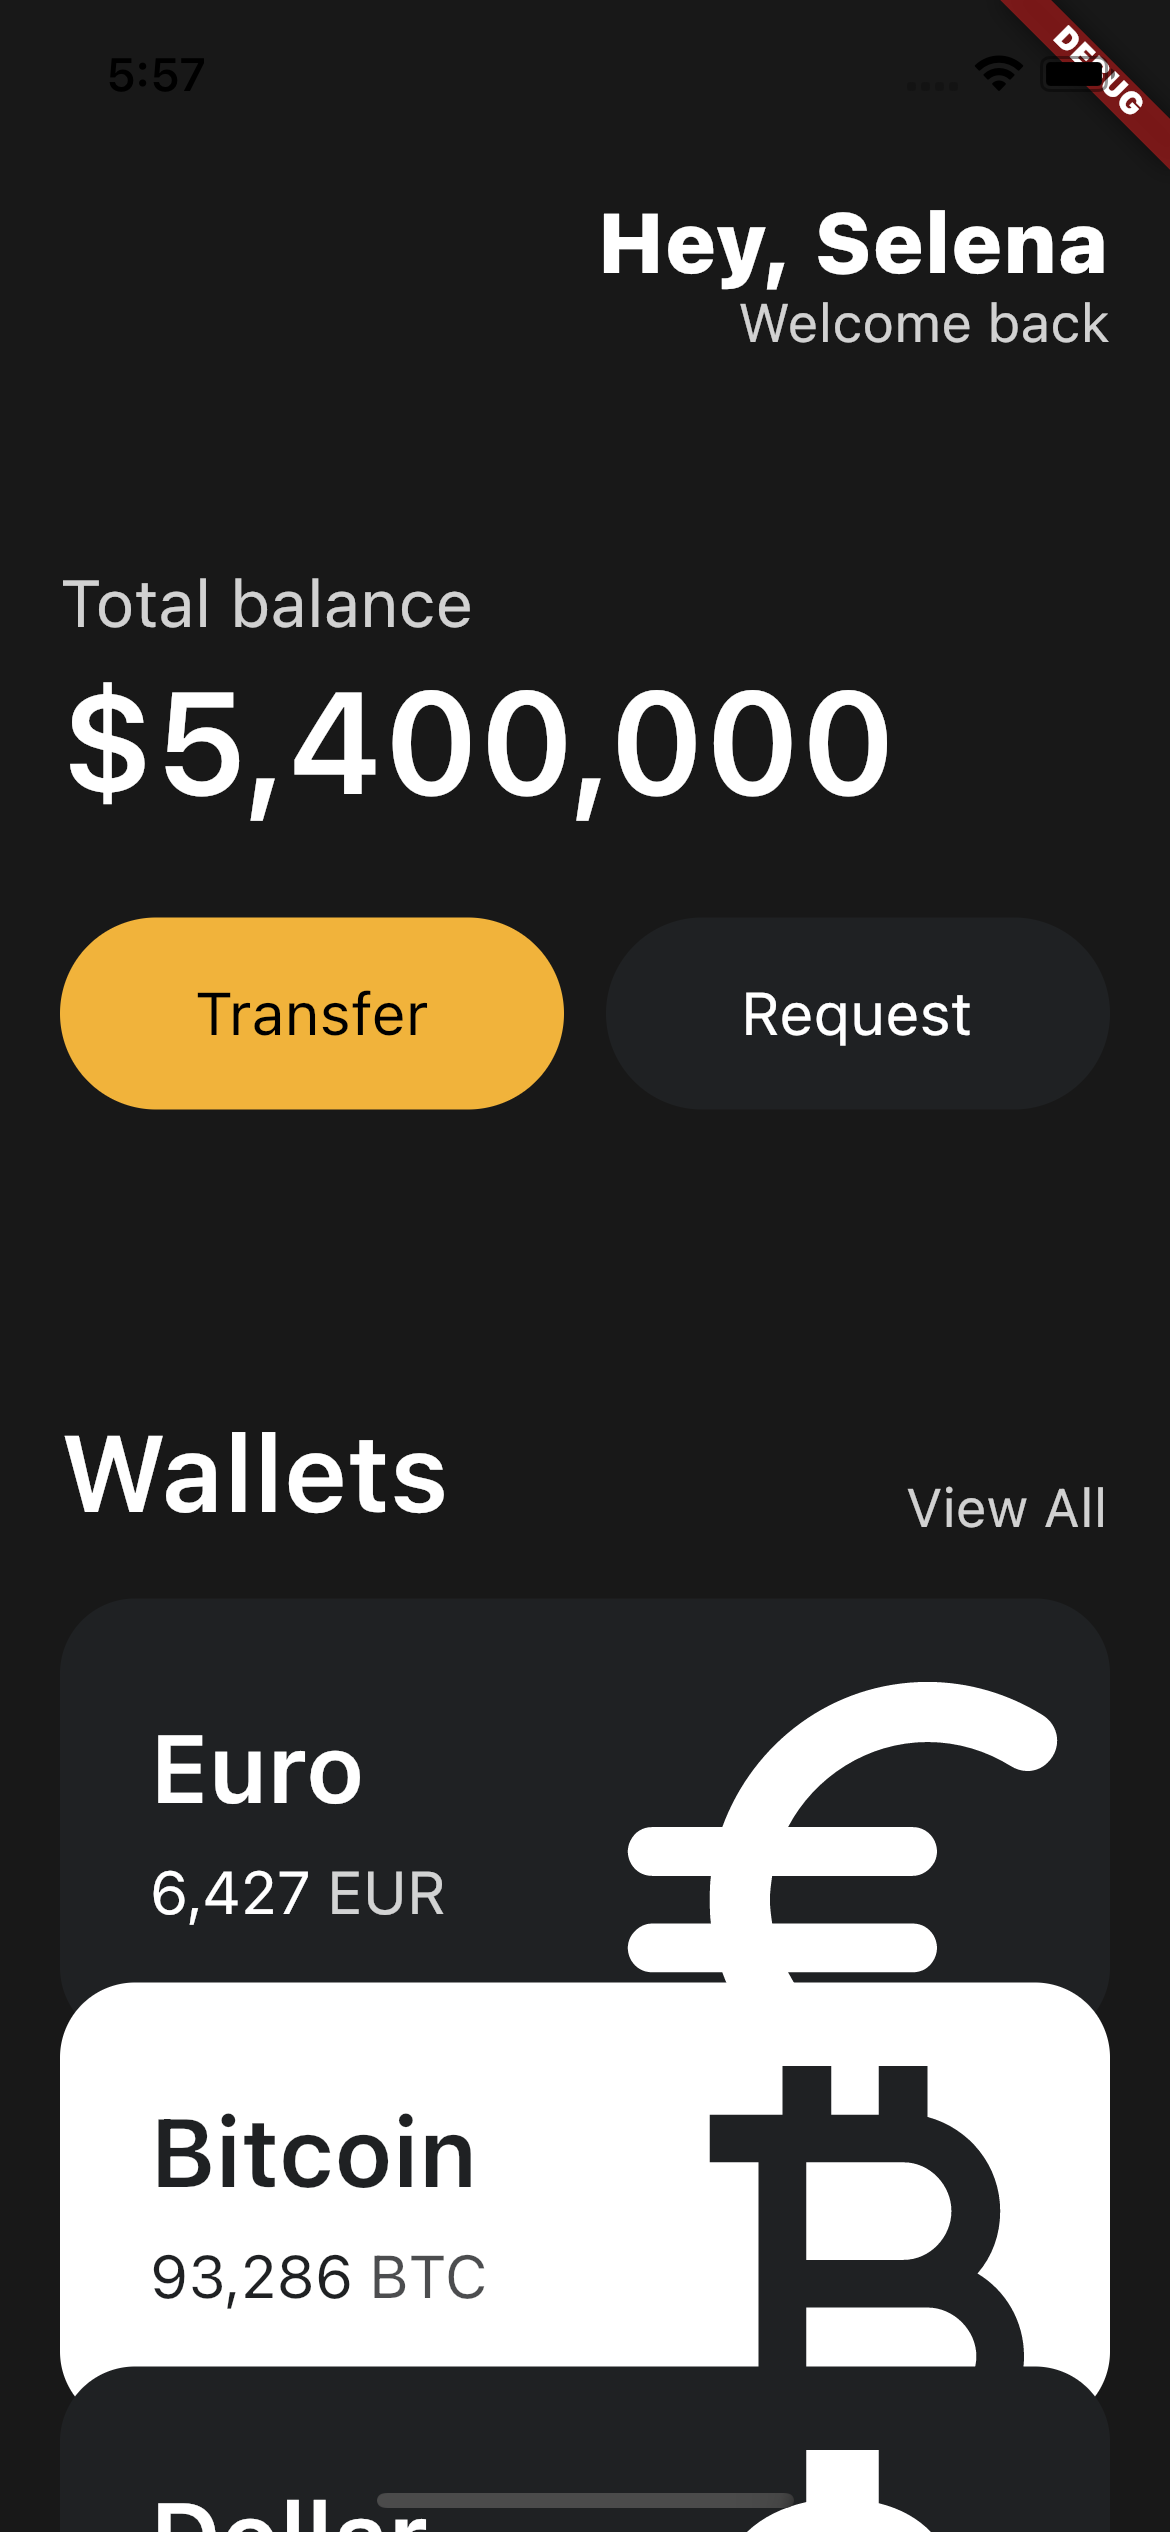 5:57
DEBUG
Hey, Selena
Welcome back
Total balance
$5,400,000
Transfer
Request
Wallets
View All
Euro
6,427 EUR
Bitcoin
93,286 BTC
Dollar